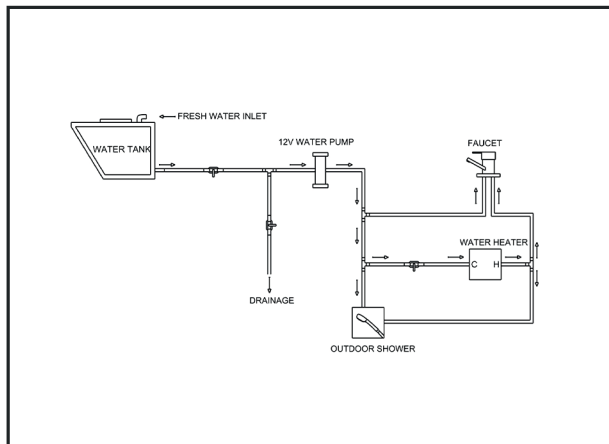 FRESH WATER INLET
WATER TANK
12V WATER PUMP
FAUCET
WATER HEATER
C H
DRAINAGE
OUTDOOR SHOWER